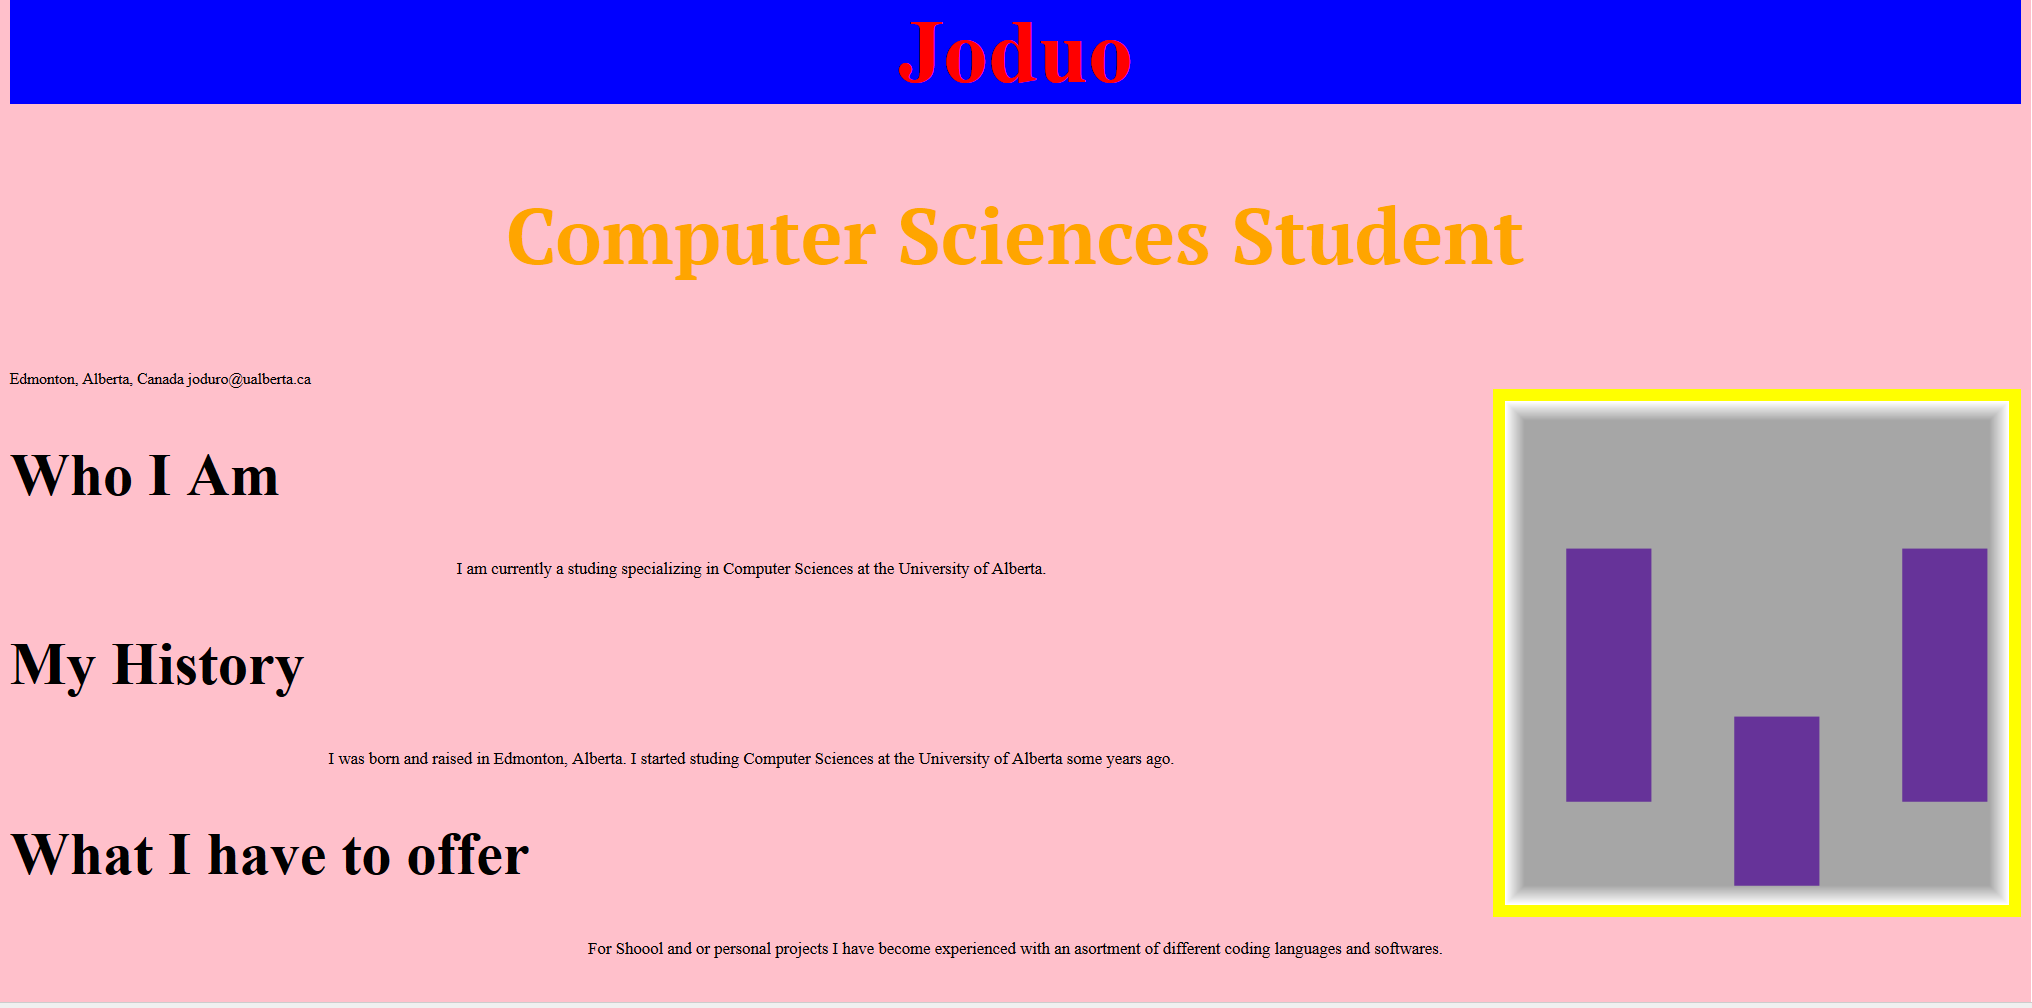 Joduo
Computer Sciences Student
Edmonton, Alberta, Canada joduro@ualberta.ca
Who I Am
I am currently a studing specializing in Computer Sciences at the University of Alberta.
My History
I was born and raised in Edmonton, Alberta. I started studing Computer Sciences at the University of Alberta some years ago.
What I have to offer
For Shoool and or personal projects I have become experienced with an asortment of different coding languages and softwares.